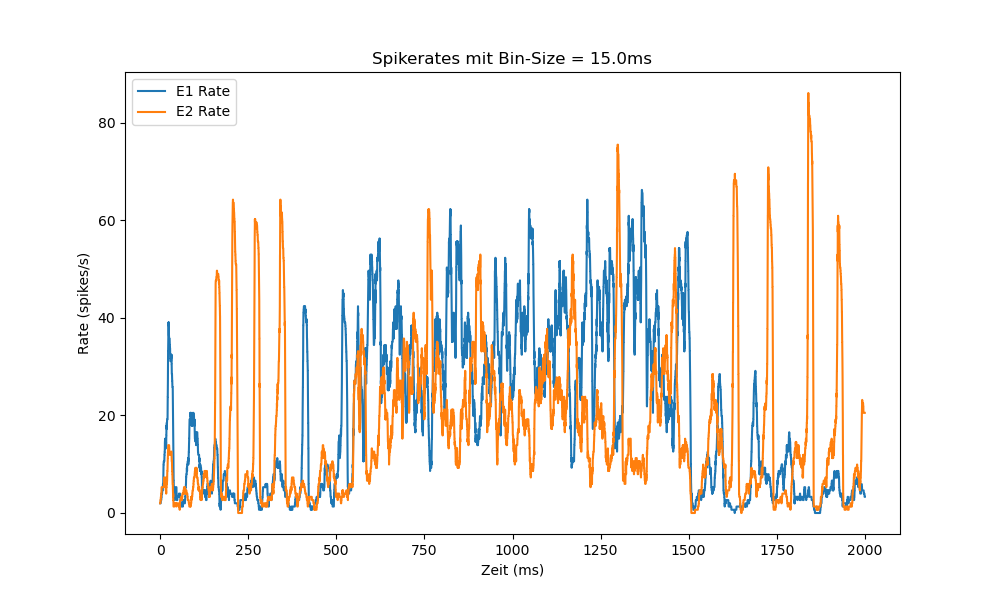 Spikerates mit Bin-Size = 15.0ms
E1 Rate
E2 Rate
Rate (spikes/s)
80
60
40
20
0
0 250 500 750 1000 1250 1500 1750 2000
Zeit (ms)